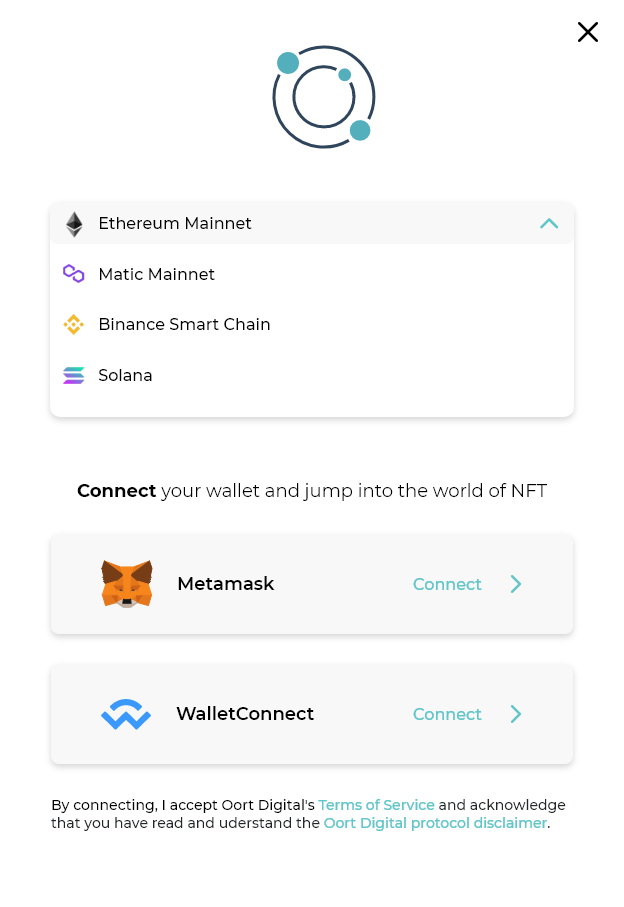 Ethereum Mainnet
Matic Mainnet
Binance Smart Chain
Solana
Connect your wallet and jump into the world of NFT
Metamask Connect
WalletConnect Connect
By connecting, I accept Oort Digital's Terms of Service and acknowledge
that you have read and uderstand the Oort Digital protocol disclaimer.